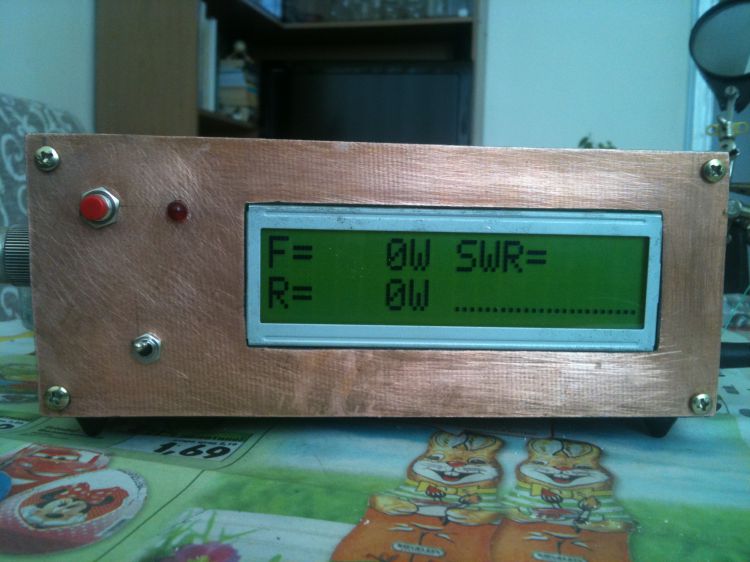 F= 0W SWR=
R= 0W ....................
1,69